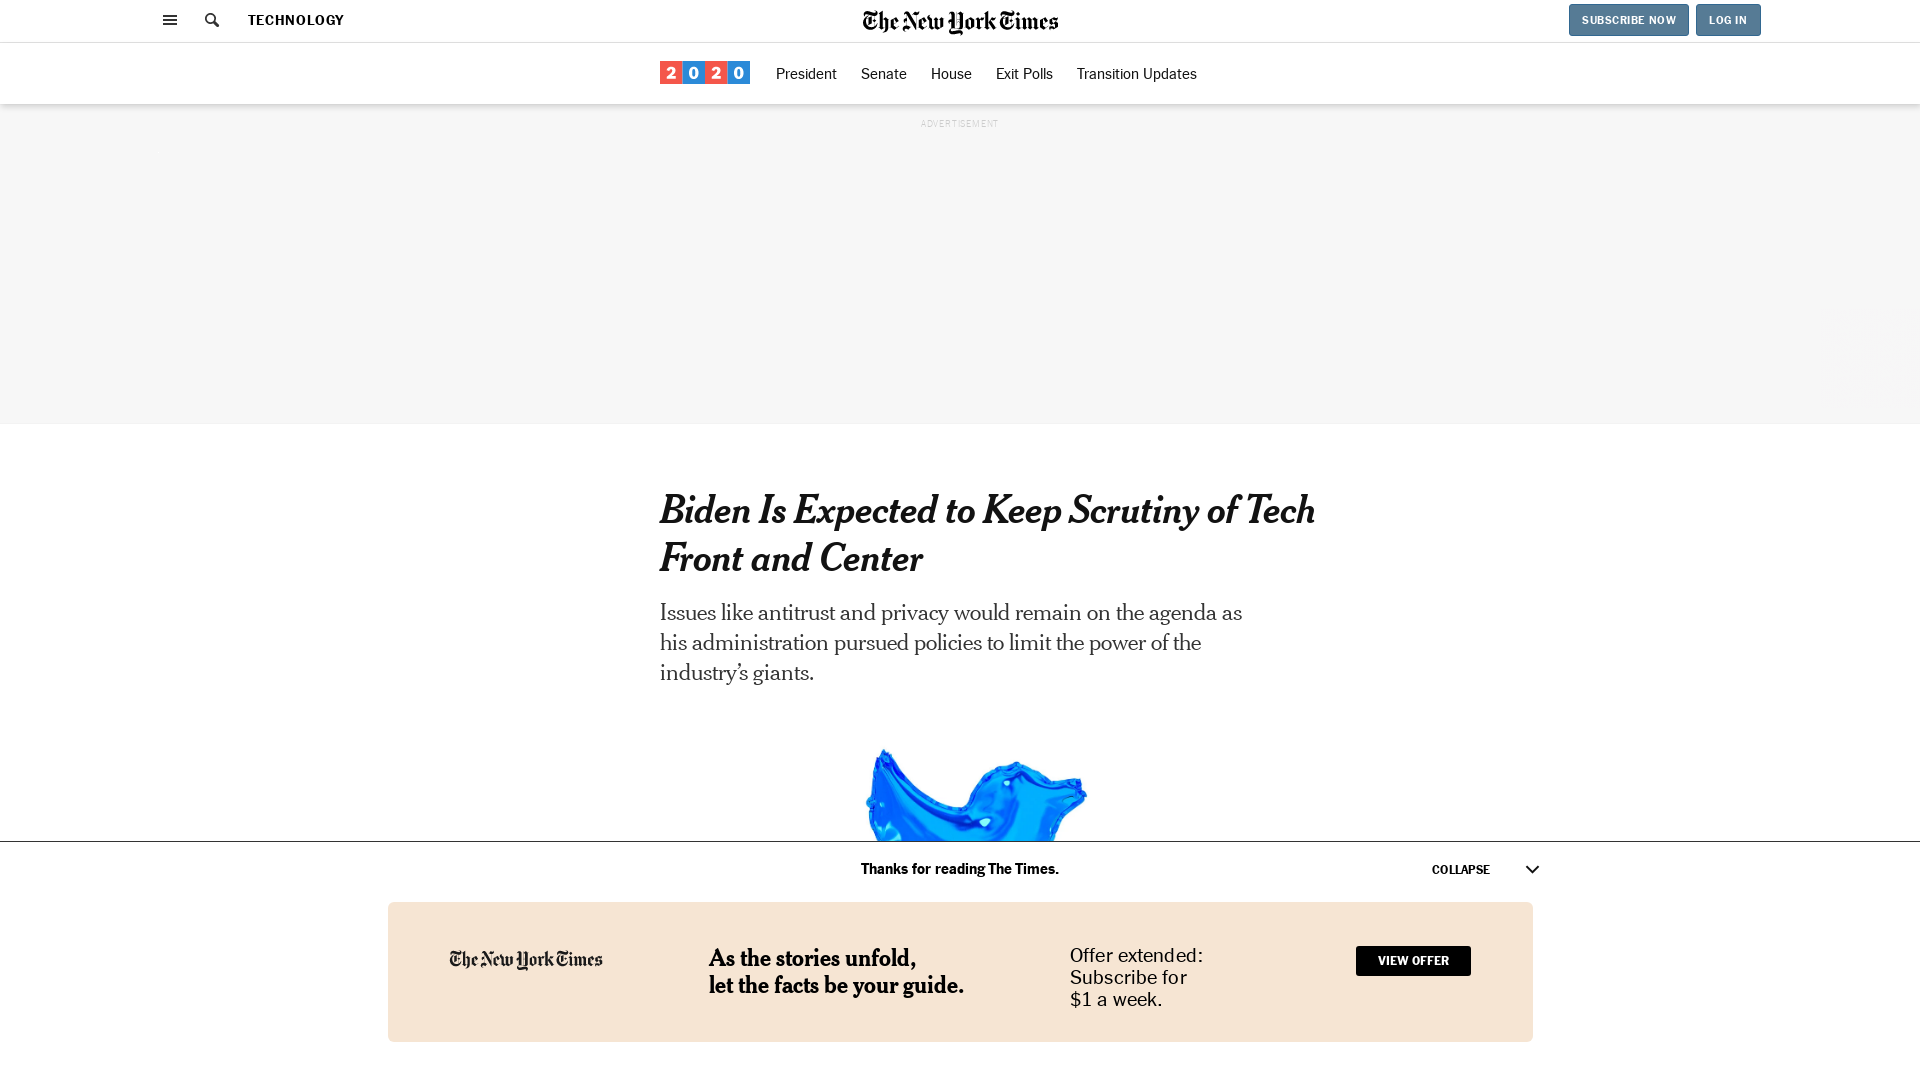 TECHNOLOGY
The New York Times
SUBSCRIBE NOW
LOG IN
2020
President
Senate
House
Exit Polls
Transition Updates
ADVERTISEMENT
Biden Is Expected to Keep Scrutiny of Tech
Front and Center
Issues like antitrust and privacy would remain on the agenda as
his administration pursued policies to limit the power of the
industry’s giants.
Thanks for reading The Times.
COLLAPSE
The New York Times
As the stories unfold,
let the facts be your guide.
Offer extended:
Subscribe for
$1 a week.
VIEW OFFER